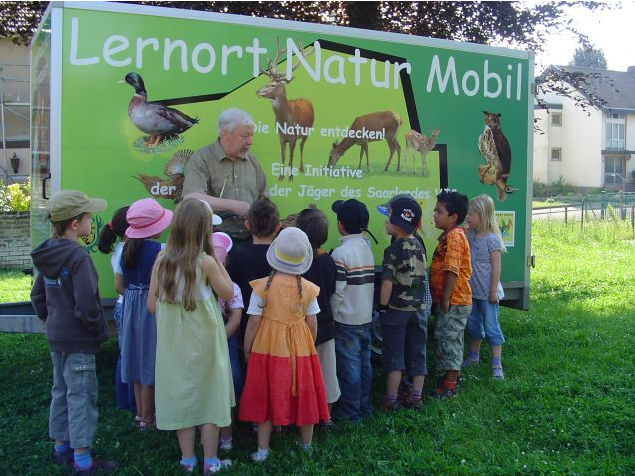 Lernort Natur Mobil
Die Natur entdecken!
Eine Initiative
der Jäger des Saarlandes